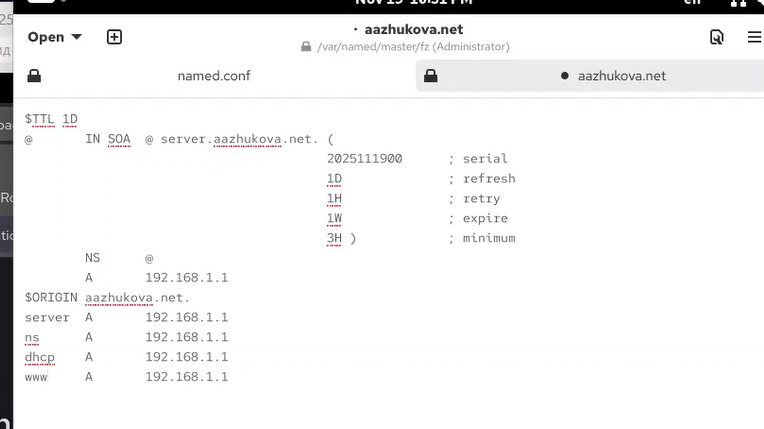 en
Open
aazhukova.net
/var/named/master/fz (Administrator)
named.conf
aazhukova.net
$TTL 1D
@ IN SOA @ server.aazhukova.net. (
2025111900 ; serial
1D ; refresh
1H ; retry
1W ; expire
3H ) ; minimum
NS @
A 192.168.1.1
$ORIGIN aazhukova.net.
server A 192.168.1.1
ns A 192.168.1.1
dhcp A 192.168.1.1
www A 192.168.1.1